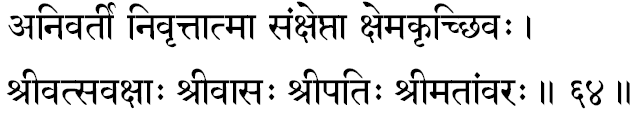 अनिवर्ती निवृत्तात्मा संक्षेप्ता क्षेमकृच्छिवः ।
श्रीवत्सवक्षाः श्रीवासः श्रीपतिः श्रीमतांवरः ॥ ६४ ॥